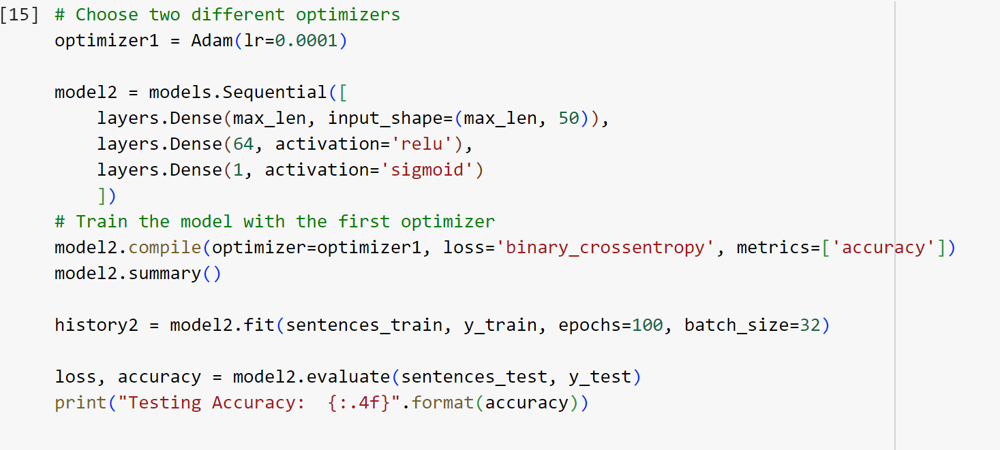 [15] # Choose two different optimizers
optimizer1 = Adam(lr=0.0001)
model2 = models.Sequential([
    layers.Dense(max_len, input_shape=(max_len, 50)),
    layers.Dense(64, activation='relu'),
    layers.Dense(1, activation='sigmoid')
    ])
# Train the model with the first optimizer
model2.compile(optimizer=optimizer1, loss='binary_crossentropy', metrics=['accuracy'])
model2.summary()
history2 = model2.fit(sentences_train, y_train, epochs=100, batch_size=32)
loss, accuracy = model2.evaluate(sentences_test, y_test)
print("Testing Accuracy:  {:.4f}".format(accuracy))